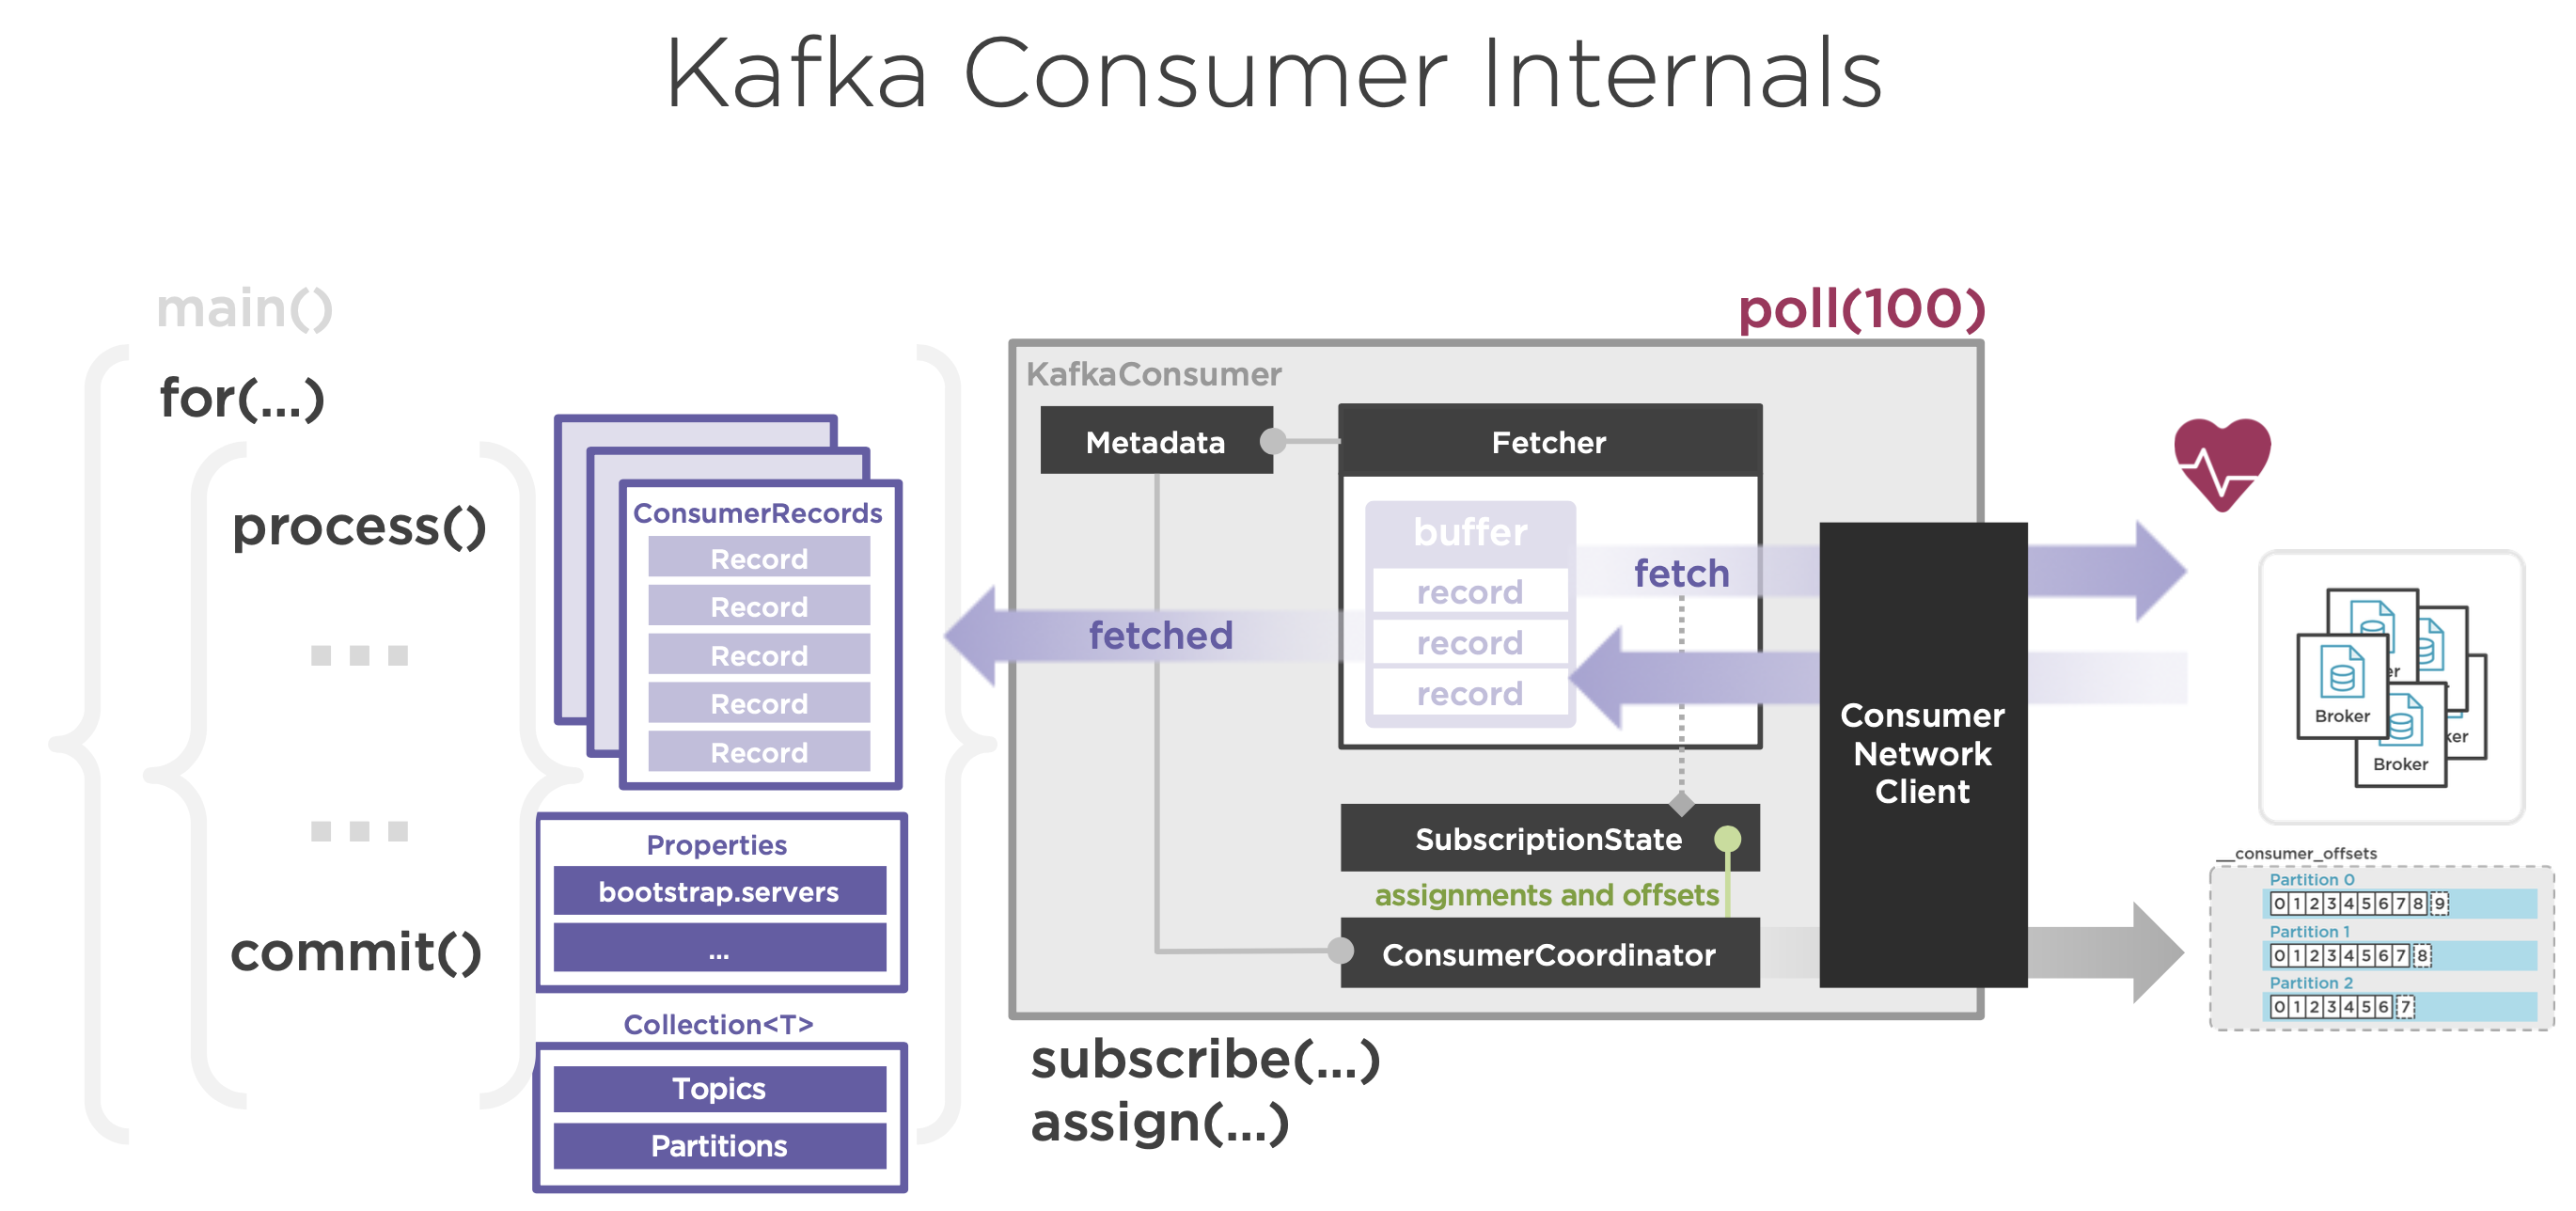 Kafka Consumer Internals
main()
for(...)
process()
...
...
commit()
ConsumerRecords
Record
Record
Record
Record
Record
Properties
bootstrap.servers
...
Collection<T>
Topics
Partitions
poll(100)
KafkaConsumer
Metadata
Fetcher
buffer
record
record
record
fetch
fetched
SubscriptionState
assignments and offsets
ConsumerCoordinator
Consumer
Network
Client
subscribe(...)
assign(...)
er
Broker
ker
Broker
__consumer_offsets
Partition 0
0 1 2 3 4 5 6 7 8 9
Partition 1
0 1 2 3 4 5 6 7 8
Partition 2
0 1 2 3 4 5 6 7